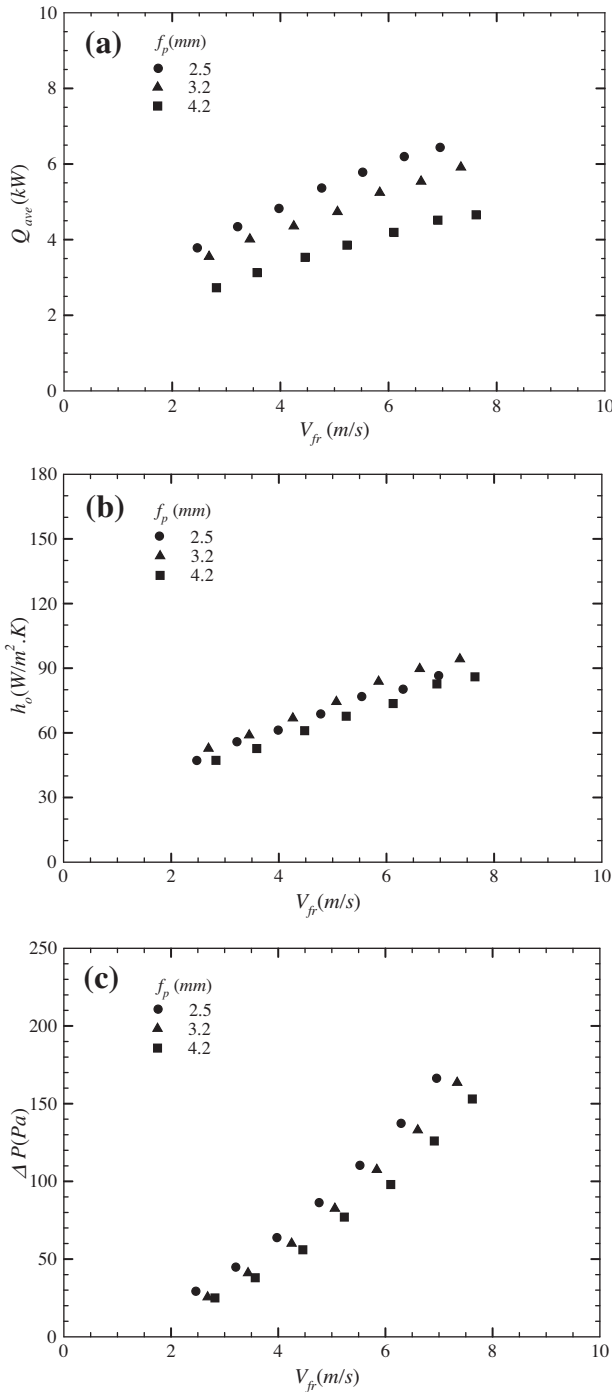 10
(a)
f_p(mm)
2.5
3.2
4.2
8
6
Q_ave(kW)
4
2
0
0 2 4 6 8 10
V_fr (m/s)
180
(b)
f_p (mm)
2.5
3.2
4.2
150
120
h_o(W/m².K)
90
60
30
0
0 2 4 6 8 10
V_fr(m/s)
250
(c)
f_p (mm)
2.5
3.2
4.2
200
150
Δ P(Pa)
100
50
0
0 2 4 6 8 10
V_fr(m/s)